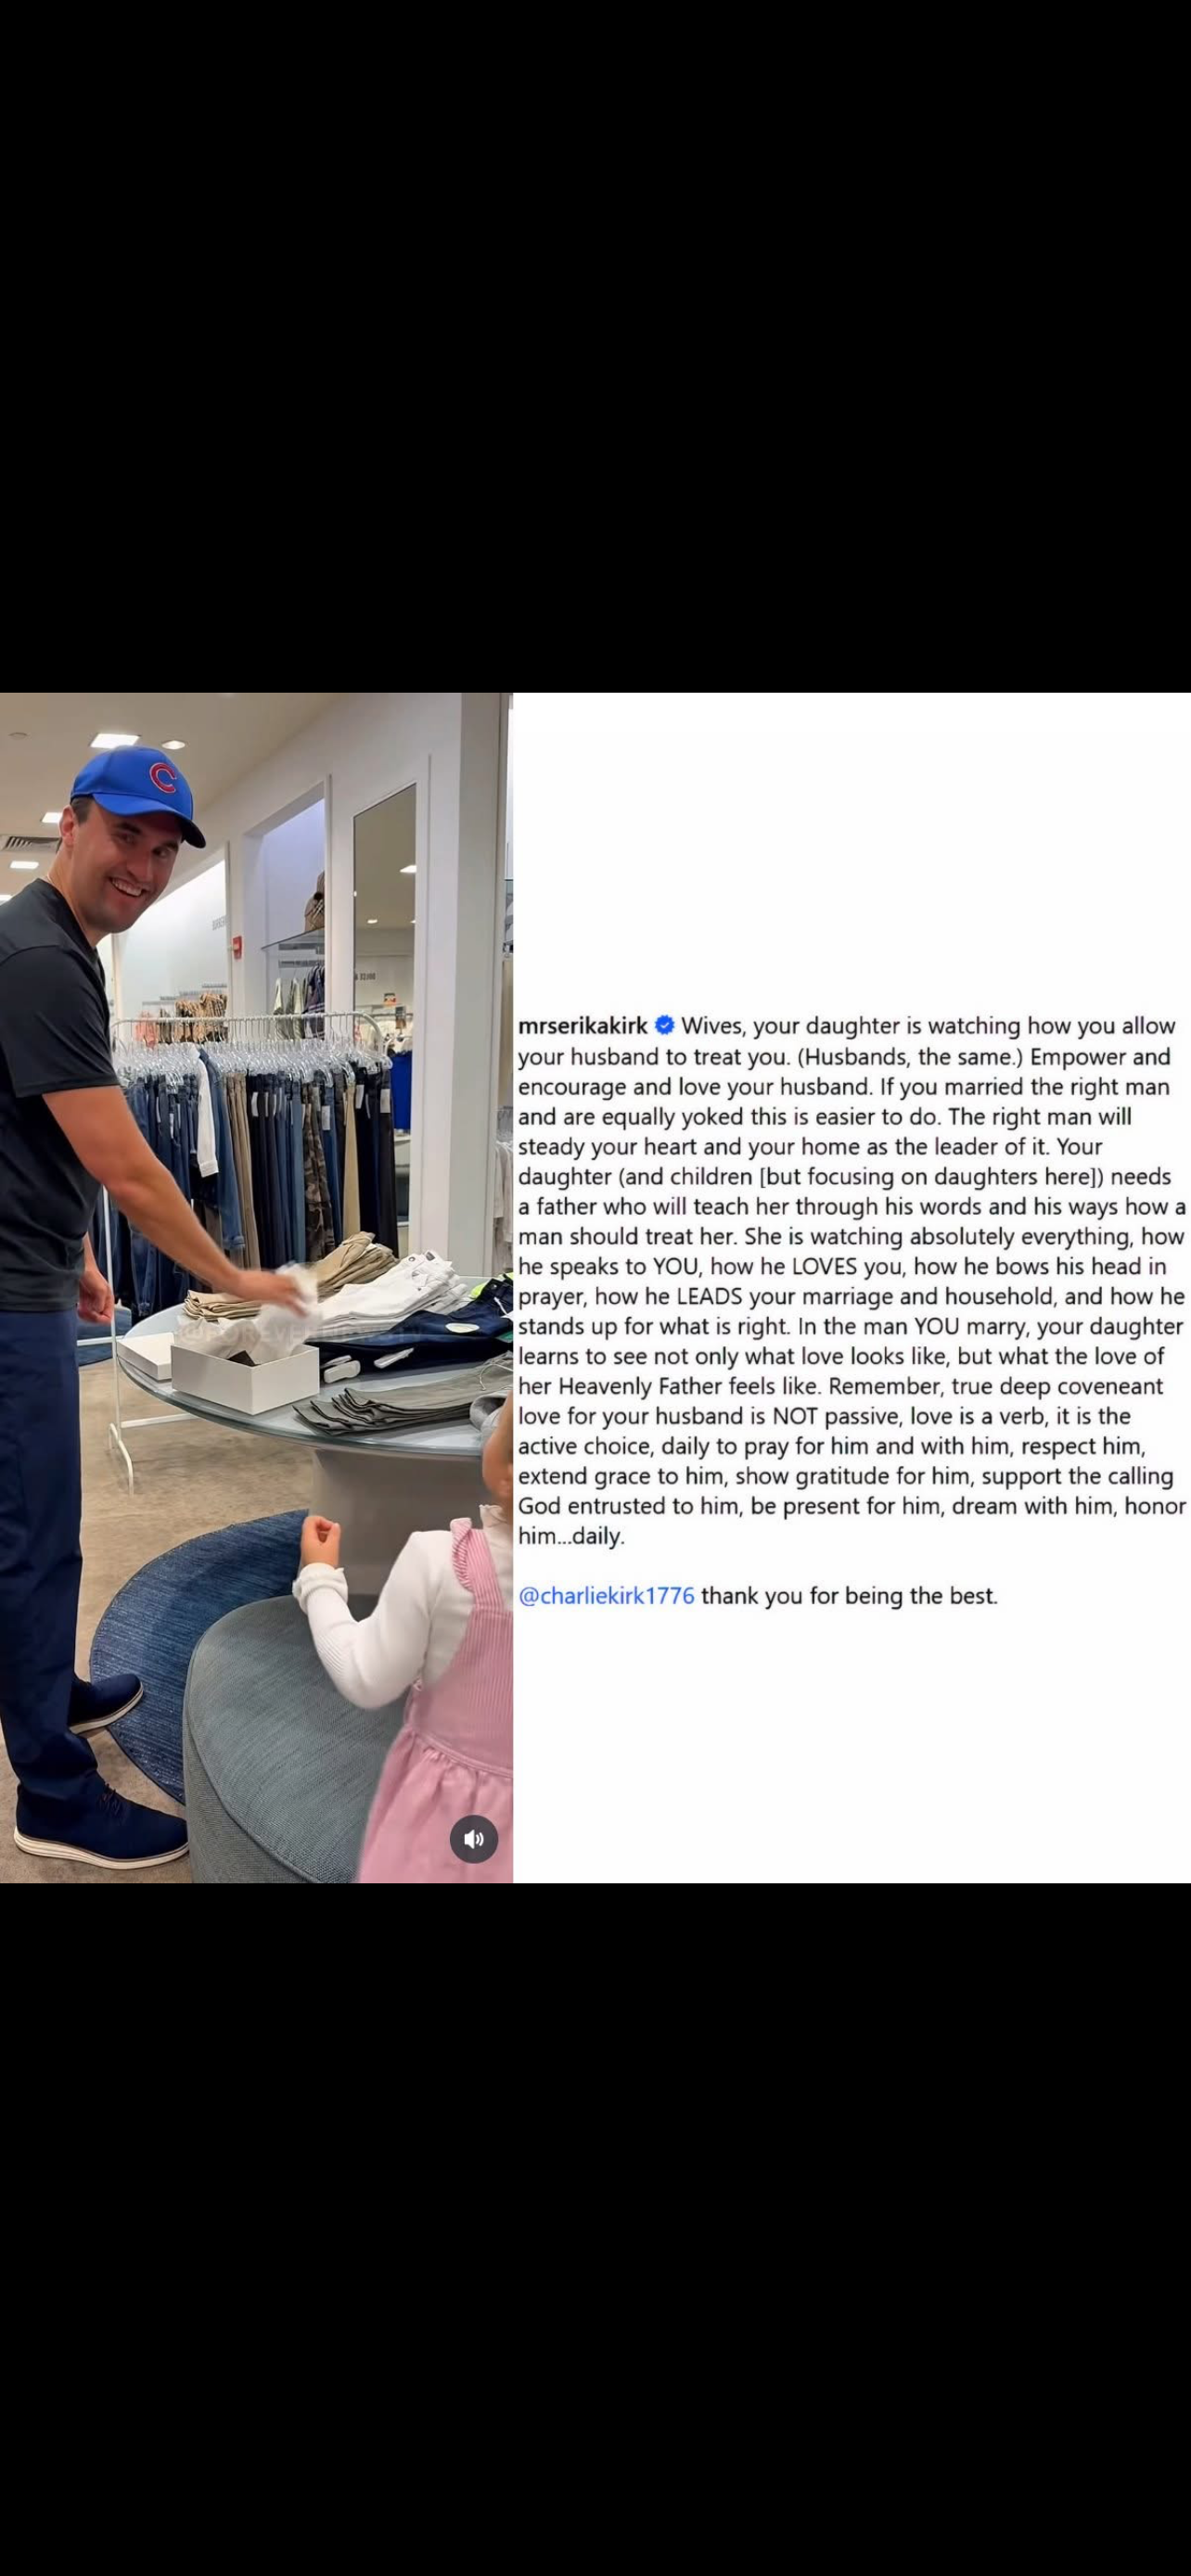 C
mrserikakirk Wives, your daughter is watching how you allow
your husband to treat you. (Husbands, the same.) Empower and
encourage and love your husband. If you married the right man
and are equally yoked this is easier to do. The right man will
steady your heart and your home as the leader of it. Your
daughter (and children [but focusing on daughters here]) needs
a father who will teach her through his words and his ways how a
man should treat her. She is watching absolutely everything, how
he speaks to YOU, how he LOVES you, how he bows his head in
prayer, how he LEADS your marriage and household, and how he
stands up for what is right. In the man YOU marry, your daughter
learns to see not only what love looks like, but what the love of
her Heavenly Father feels like. Remember, true deep coveneant
love for your husband is NOT passive, love is a verb, it is the
active choice, daily to pray for him and with him, respect him,
extend grace to him, show gratitude for him, support the calling
God entrusted to him, be present for him, dream with him, honor
him...daily.
@charliekirk1776 thank you for being the best.